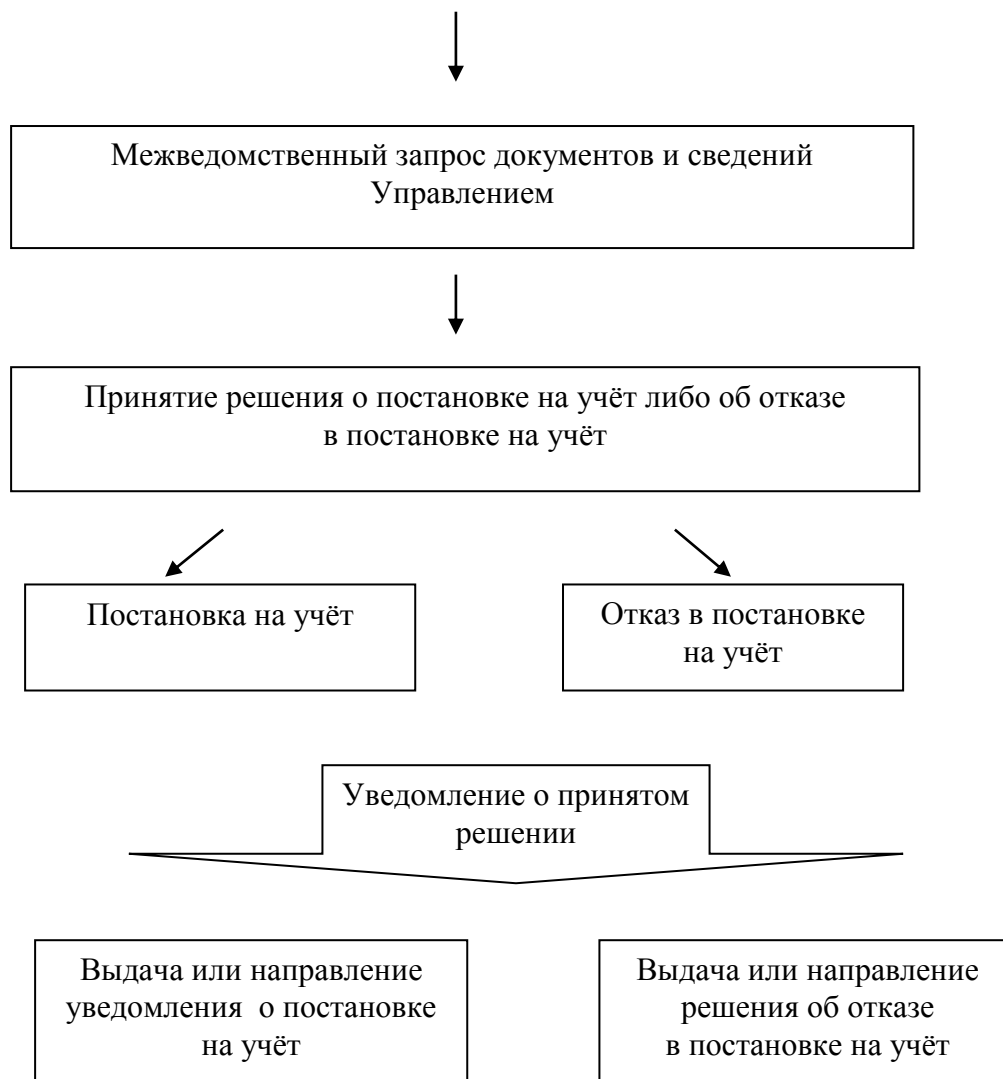 Межведомственный запрос документов и сведений
Управлением
Принятие решения о постановке на учёт либо об отказе
в постановке на учёт
Постановка на учёт
Отказ в постановке
на учёт
Уведомление о принятом
решении
Выдача или направление
уведомления о постановке
на учёт
Выдача или направление
решения об отказе
в постановке на учёт